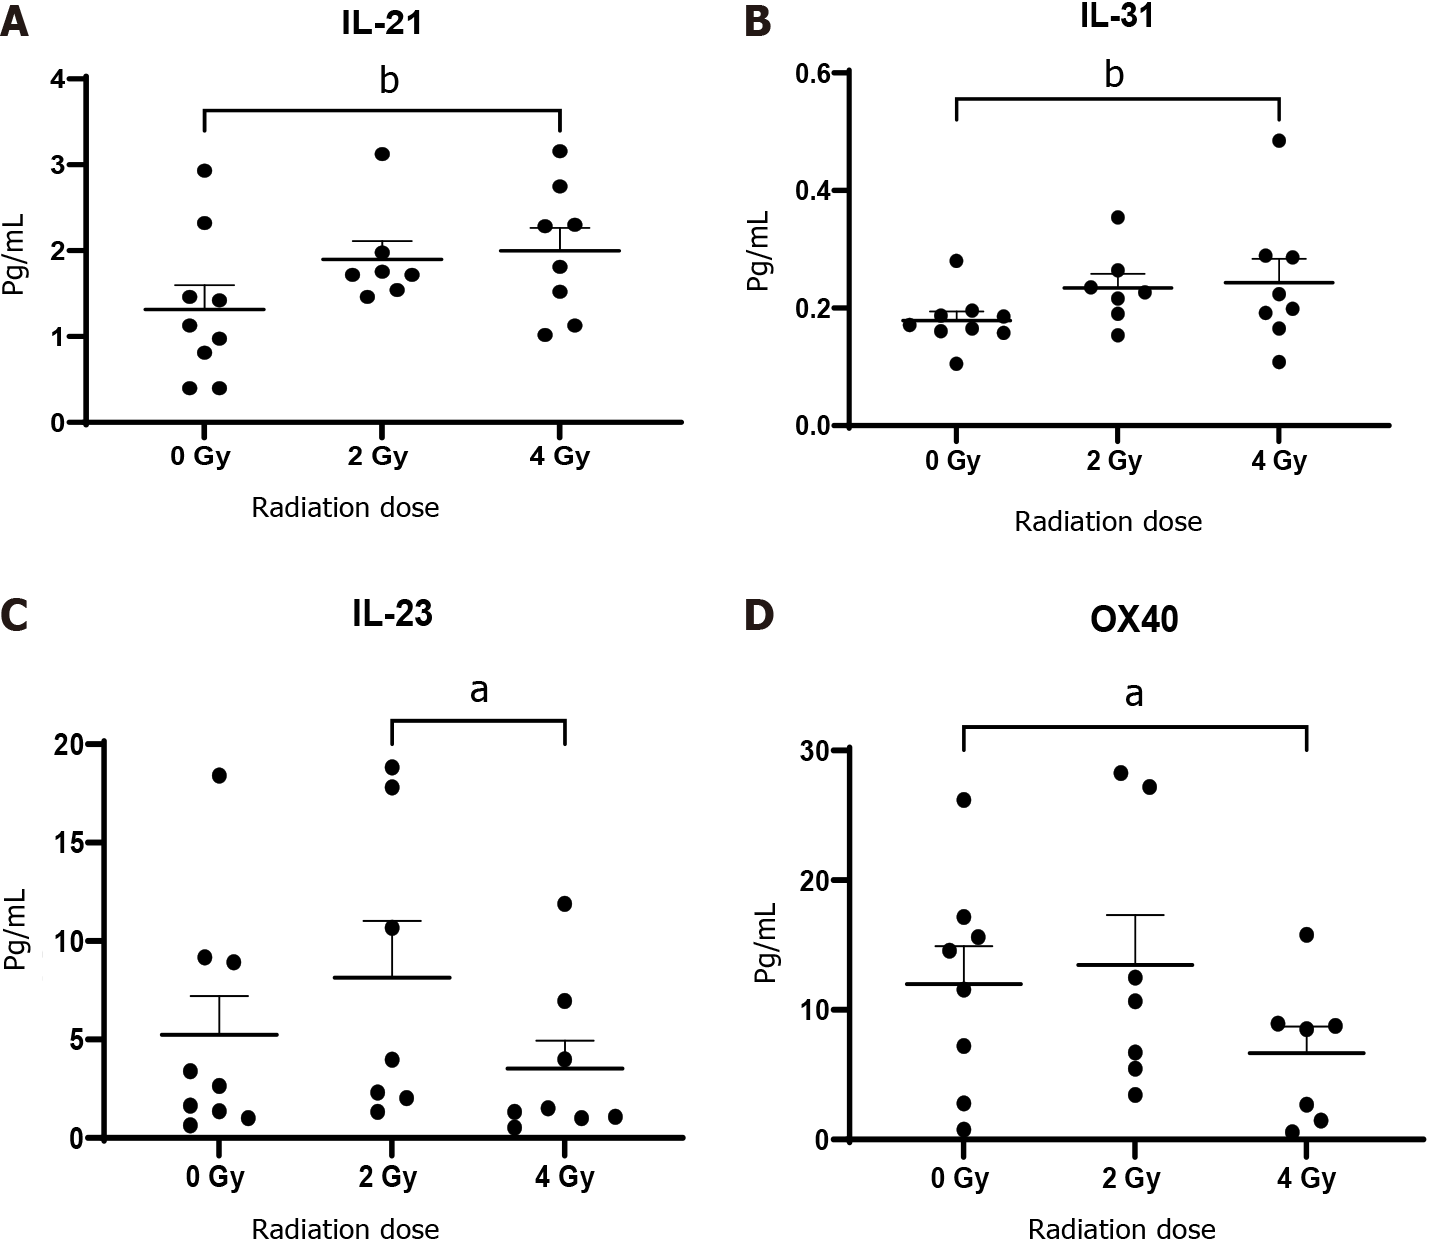 A
IL-21
b
4
3
2
1
0
Pg/mL
0 Gy 2 Gy 4 Gy
Radiation dose
B
IL-31
b
0.6
0.4
0.2
0.0
Pg/mL
0 Gy 2 Gy 4 Gy
Radiation dose
C
IL-23
a
20
15
10
5
0
Pg/mL
0 Gy 2 Gy 4 Gy
Radiation dose
D
OX40
a
30
20
10
0
Pg/mL
0 Gy 2 Gy 4 Gy
Radiation dose